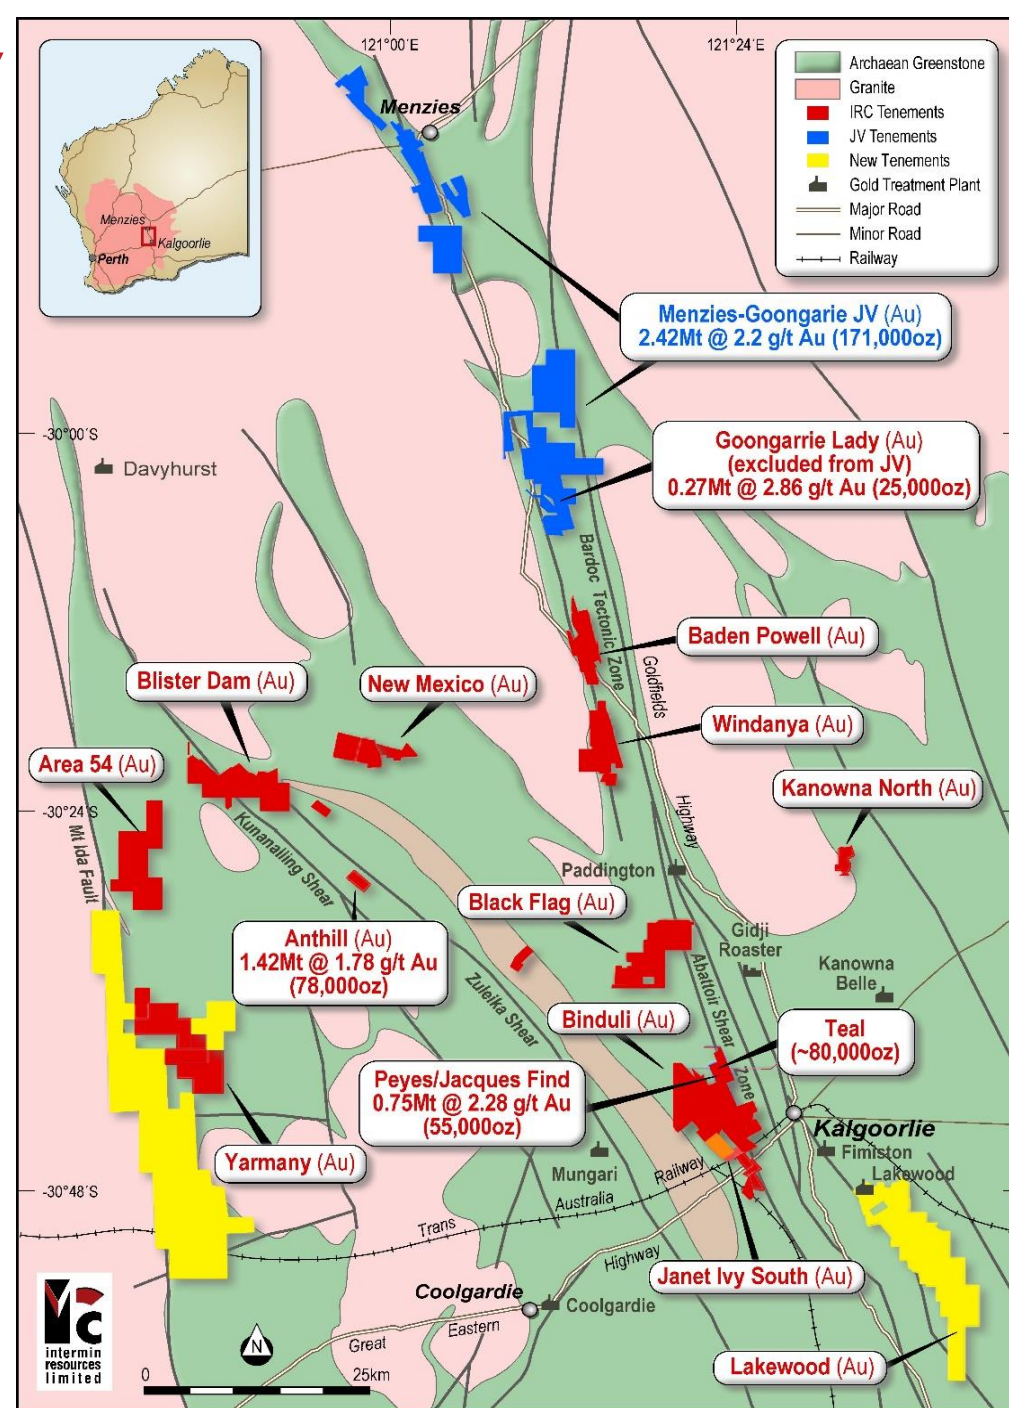 121°00´E
121°24´E
Archaean Greenstone
Granite
IRC Tenements
JV Tenements
New Tenements
Gold Treatment Plant
Major Road
Minor Road
Railway
Menzies
Kalgoorlie
Perth
Menzies
Menzies-Goongarie JV (Au)
2.42Mt @ 2.2 g/t Au (171,000oz)
-30°00´S
Davyhurst
Goongarrie Lady (Au)
(excluded from JV)
0.27Mt @ 2.86 g/t Au (25,000oz)
Bardoc Tectonic Zone
Baden Powell (Au)
Goldfields
Highway
Blister Dam (Au)
New Mexico (Au)
Windanya (Au)
Area 54 (Au)
Kanowna North (Au)
-30°24´S
Mt Ida Fault
Kunanalling Shear
Paddington
Black Flag (Au)
Anthill (Au)
1.42Mt @ 1.78 g/t Au
(78,000oz)
Gidji
Roaster
Kanowna
Belle
Zuleika Shear
Abattoir Shear
Zone
Binduli (Au)
Teal
(~80,000oz)
Peyes/Jacques Find
0.75Mt @ 2.28 g/t Au
(55,000oz)
Kalgoorlie
Fimiston
Lakewood
Yarmany (Au)
Mungari
-30°48´S
Trans
Australia
Railway
Janet Ivy South (Au)
Coolgardie
Coolgardie
Great
Eastern
Highway
Lakewood (Au)
intermin
resources
limited
N
0
25km